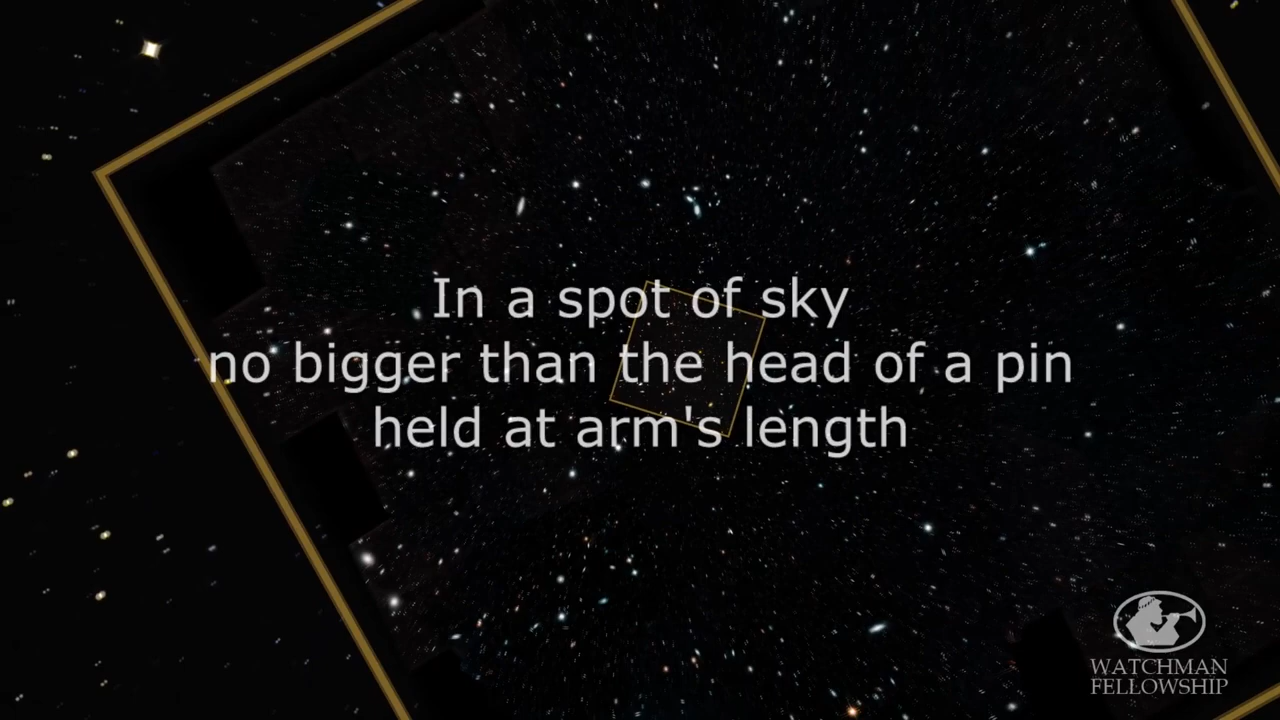 In a spot of sky
no bigger than the head of a pin
held at arm's length
WATCHMAN
FELLOWSHIP